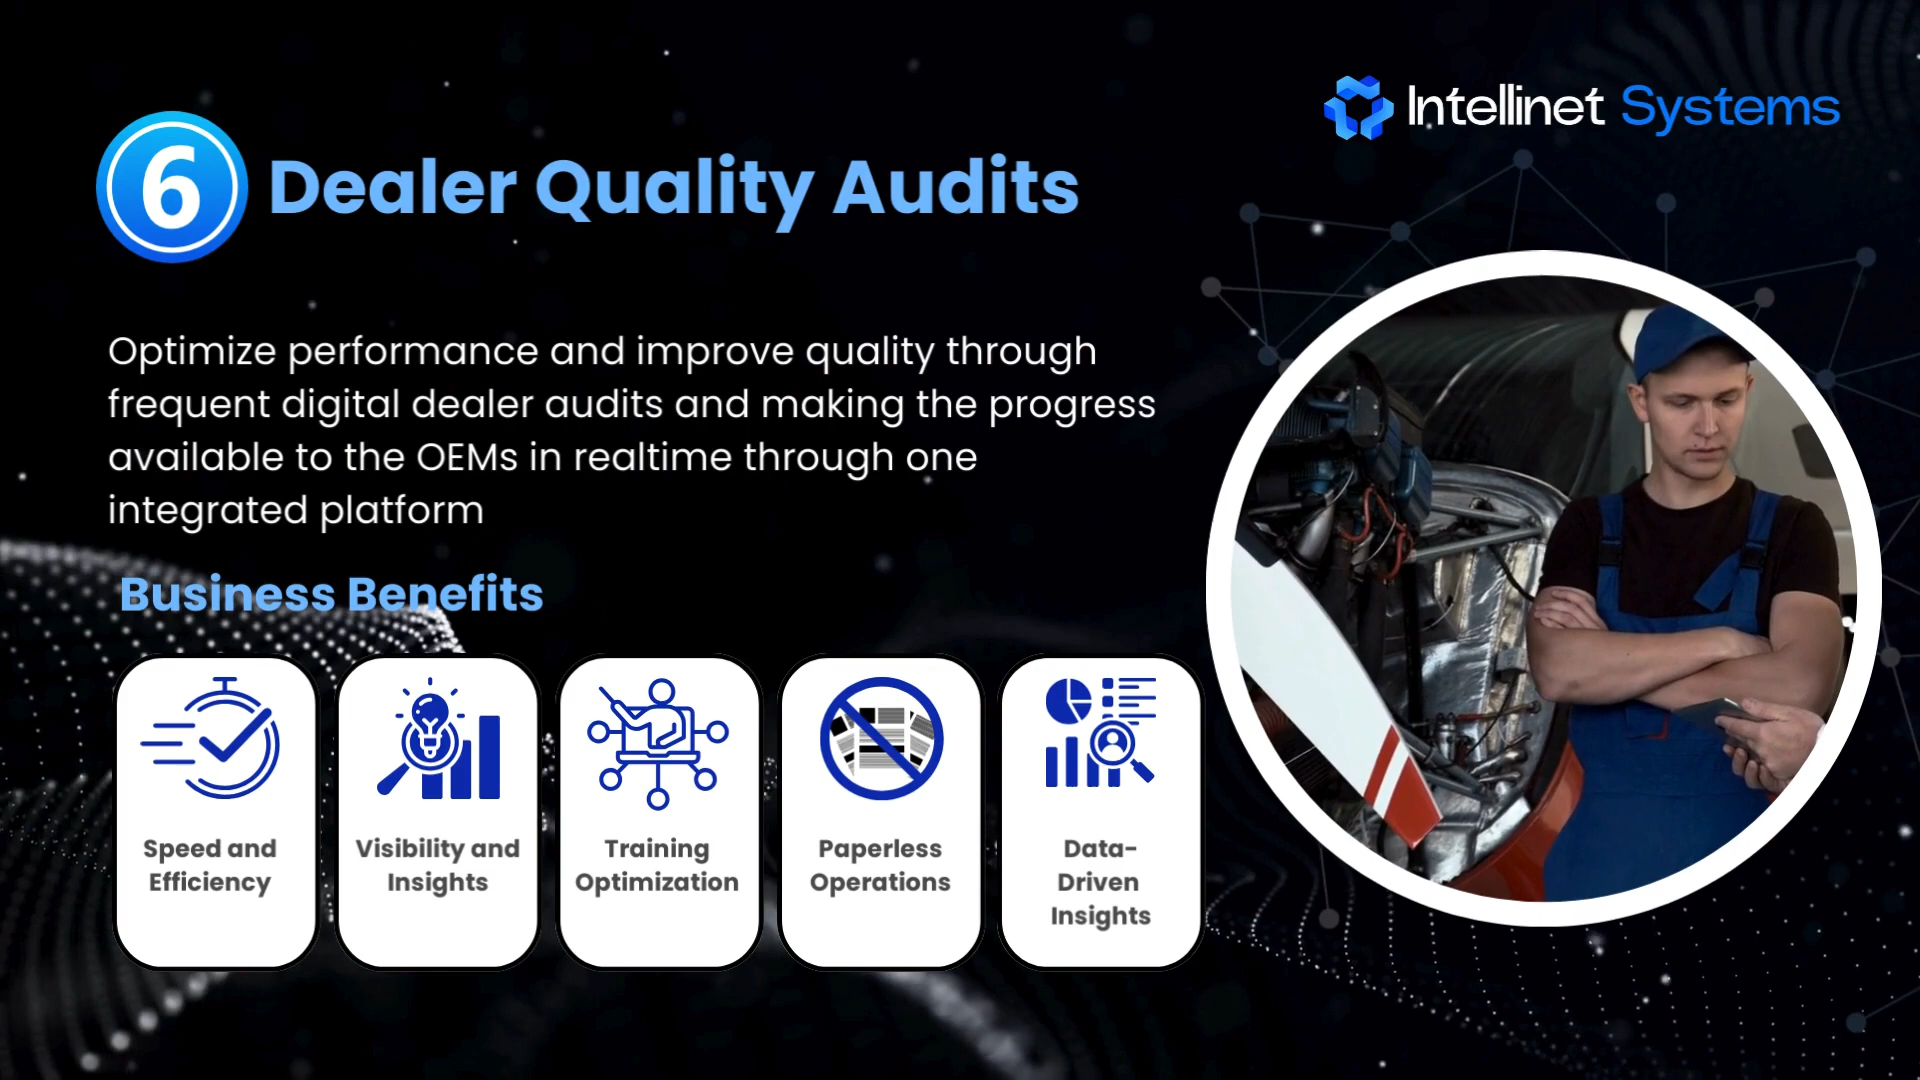 Intellinet Systems
6 Dealer Quality Audits
Optimize performance and improve quality through
frequent digital dealer audits and making the progress
available to the OEMs in realtime through one
integrated platform
Business Benefits
Speed and
Efficiency
Visibility and
Insights
Training
Optimization
Paperless
Operations
Data-
Driven
Insights